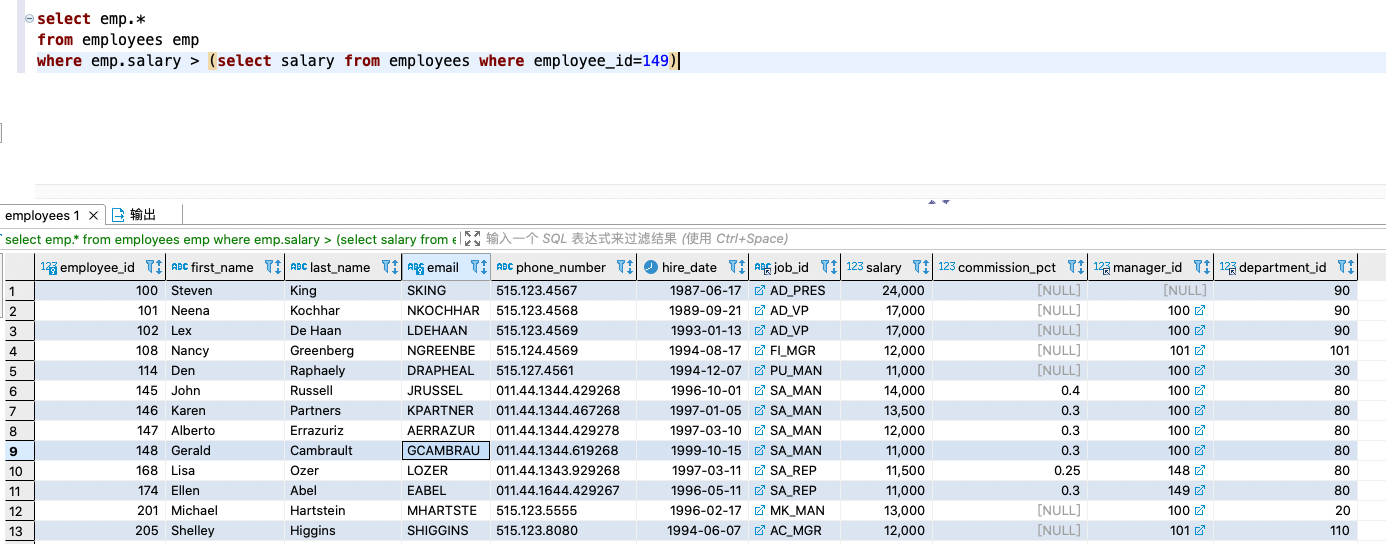 select emp.*
from employees emp
where emp.salary > (select salary from employees where employee_id=149)
employees 1 输出
select emp.* from employees emp where emp.salary > (select salary from e 输入一个 SQL 表达式来过滤结果 (使用 Ctrl+Space)
123 employee_id ABC first_name ABC last_name ABC email ABC phone_number hire_date ABC job_id 123 salary 123 commission_pct 123 manager_id 123 department_id
1 100 Steven King SKING 515.123.4567 1987-06-17 AD_PRES 24,000 [NULL] [NULL] 90
2 101 Neena Kochhar NKOCHHAR 515.123.4568 1989-09-21 AD_VP 17,000 [NULL] 100 90
3 102 Lex De Haan LDEHAAN 515.123.4569 1993-01-13 AD_VP 17,000 [NULL] 100 90
4 108 Nancy Greenberg NGREENBE 515.124.4569 1994-08-17 FI_MGR 12,000 [NULL] 101 101
5 114 Den Raphaely DRAPHEAL 515.127.4561 1994-12-07 PU_MAN 11,000 [NULL] 100 30
6 145 John Russell JRUSSEL 011.44.1344.429268 1996-10-01 SA_MAN 14,000 0.4 100 80
7 146 Karen Partners KPARTNER 011.44.1344.467268 1997-01-05 SA_MAN 13,500 0.3 100 80
8 147 Alberto Errazuriz AERRAZUR 011.44.1344.429278 1997-03-10 SA_MAN 12,000 0.3 100 80
9 148 Gerald Cambrault GCAMBRAU 011.44.1344.619268 1999-10-15 SA_MAN 11,000 0.3 100 80
10 168 Lisa Ozer LOZER 011.44.1343.929268 1997-03-11 SA_REP 11,500 0.25 148 80
11 174 Ellen Abel EABEL 011.44.1644.429267 1996-05-11 SA_REP 11,000 0.3 149 80
12 201 Michael Hartstein MHARTSTE 515.123.5555 1996-02-17 MK_MAN 13,000 [NULL] 100 20
13 205 Shelley Higgins SHIGGINS 515.123.8080 1994-06-07 AC_MGR 12,000 [NULL] 101 110